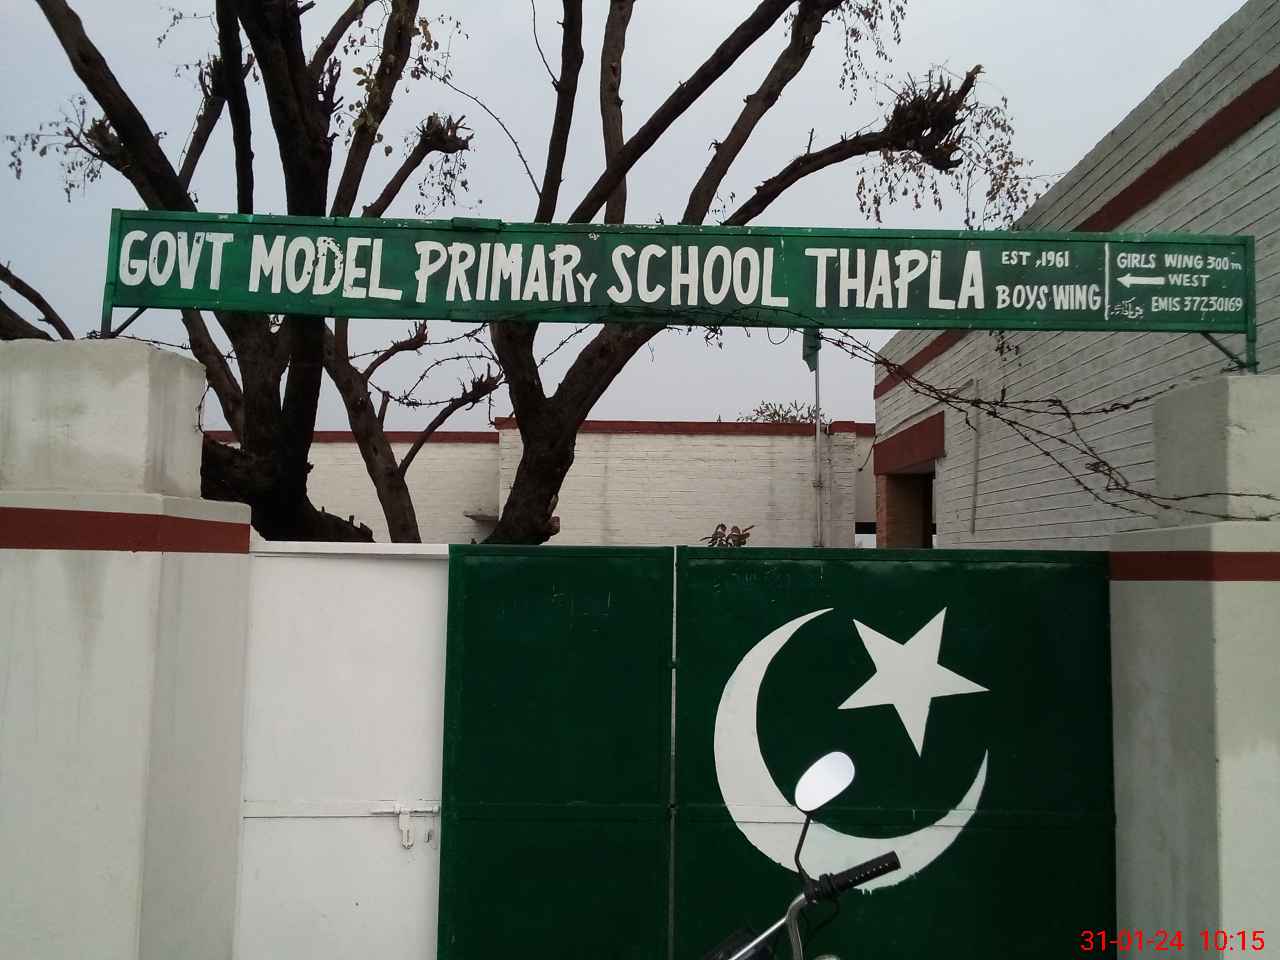 GOVT MODEL PRIMARY SCHOOL THAPLA
EST. 1961
BOYS WING
GIRLS WING 300m
WEST
EMIS 37230169
31-01-24 10:15